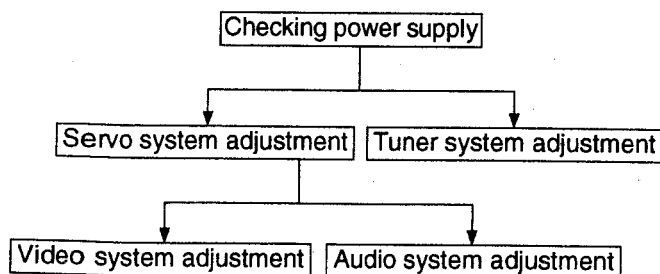 Checking power supply
Servo system adjustment
Tuner system adjustment
Video system adjustment
Audio system adjustment